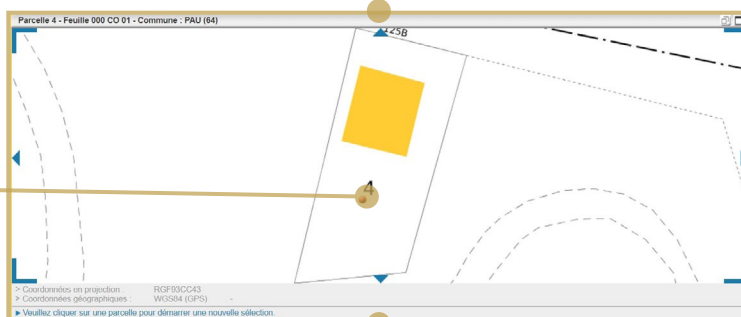 Parcelle 4 - Feuille 000 CO 01 - Commune : PAU (64)
125B
4
> Coordonnées en projection : RGF93CC43
> Coordonnées géographiques : WGS84 (GPS) -
► Veuillez cliquer sur une parcelle pour démarrer une nouvelle sélection.